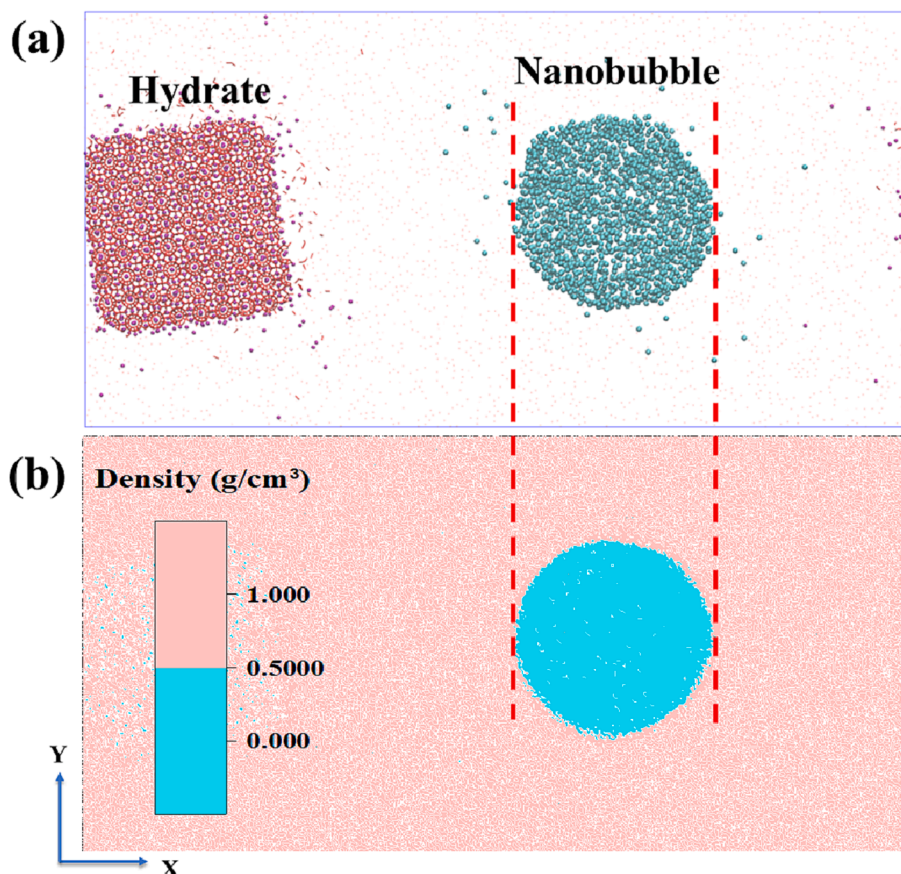 (a)
Hydrate
Nanobubble
(b)
Density (g/cm³)
1.000
0.5000
0.000
Y
X